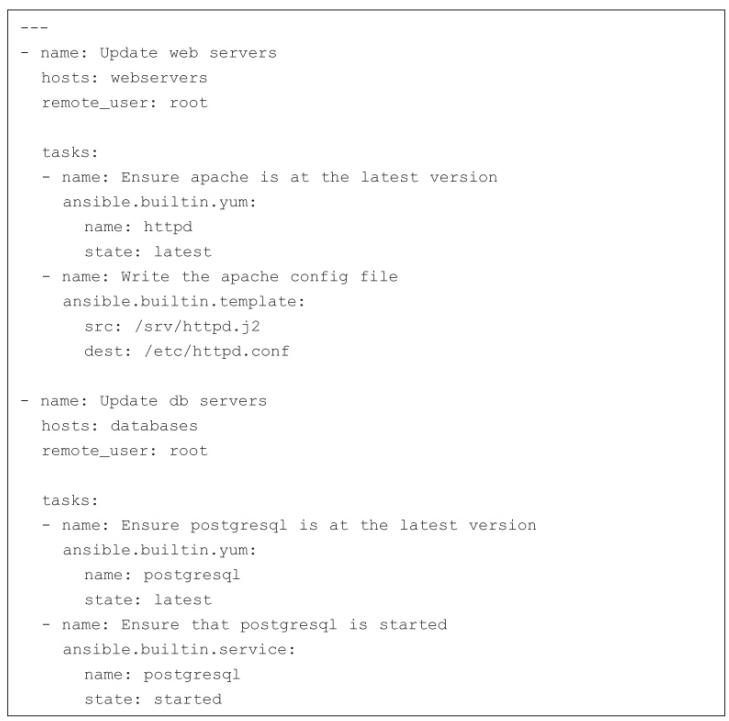 ---
- name: Update web servers
  hosts: webservers
  remote_user: root

  tasks:
  - name: Ensure apache is at the latest version
    ansible.builtin.yum:
      name: httpd
      state: latest
  - name: Write the apache config file
    ansible.builtin.template:
      src: /srv/httpd.j2
      dest: /etc/httpd.conf

- name: Update db servers
  hosts: databases
  remote_user: root

  tasks:
  - name: Ensure postgresql is at the latest version
    ansible.builtin.yum:
      name: postgresql
      state: latest
  - name: Ensure that postgresql is started
    ansible.builtin.service:
      name: postgresql
      state: started